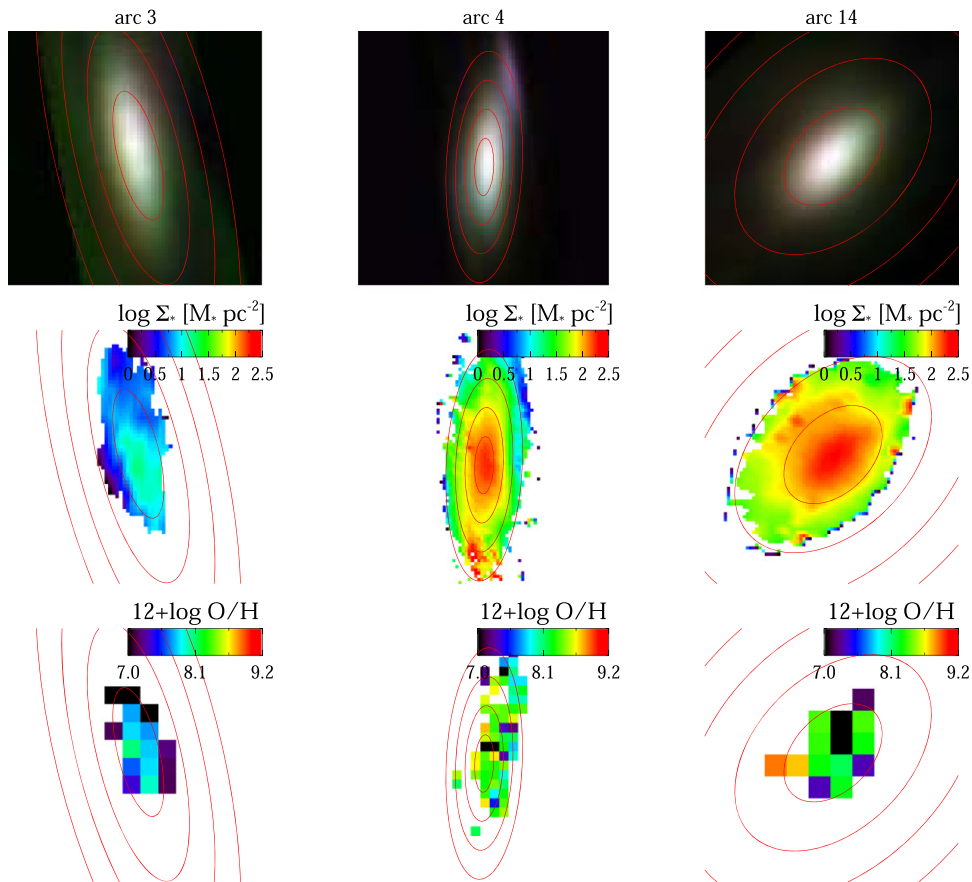 arc 3 arc 4 arc 14
log Σ* [M* pc-2] log Σ* [M* pc-2] log Σ* [M* pc-2]
0 0.5 1 1.5 2 2.5 0 0.5 1 1.5 2 2.5 0 0.5 1 1.5 2 2.5
12+log O/H 12+log O/H 12+log O/H
7.0 8.1 9.2 7.0 8.1 9.2 7.0 8.1 9.2